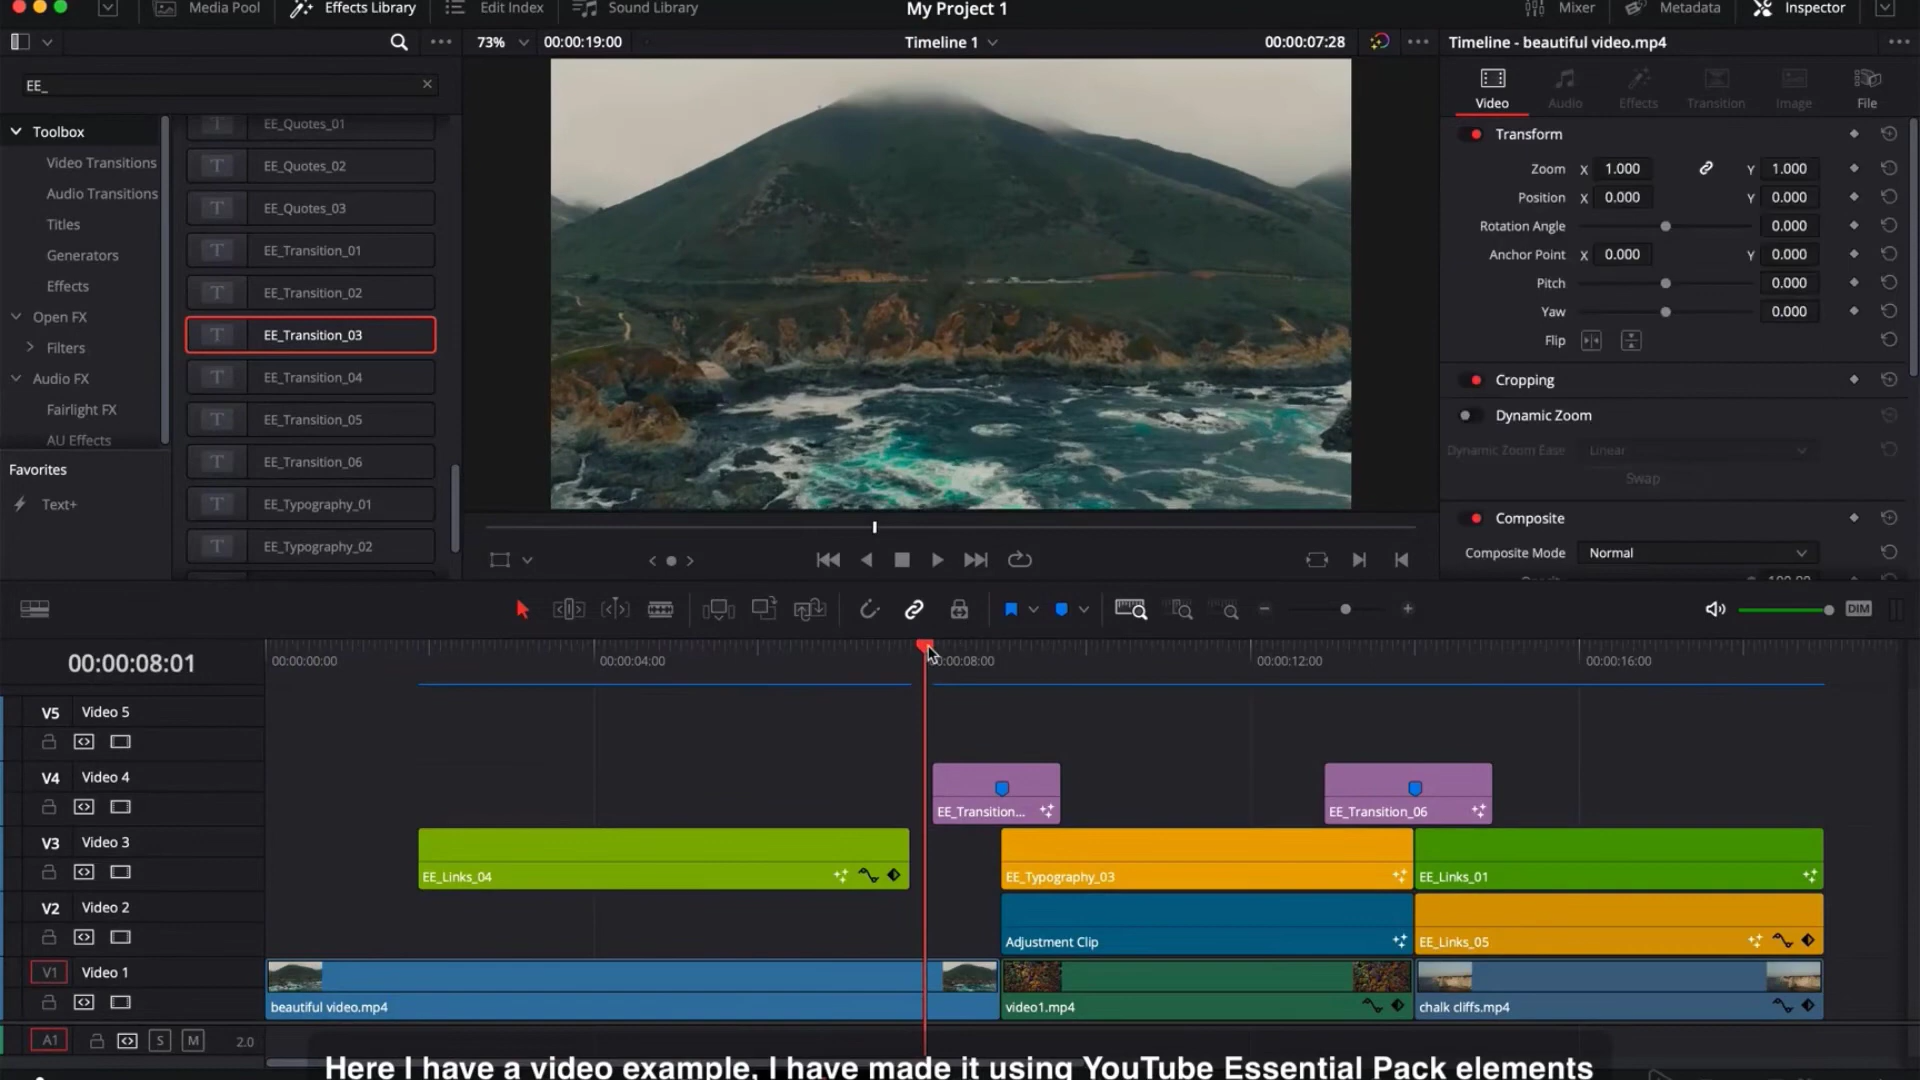 Media Pool Effects Library Edit Index Sound Library My Project 1 Mixer Metadata Inspector
73% 00:00:19:00 Timeline 1 00:00:07:28 Timeline - beautiful video.mp4
EE_
Video Audio Effects Transition Image File
Toolbox
Video Transitions
Audio Transitions
Titles
Generators
Effects
Open FX
Filters
Audio FX
Fairlight FX
AU Effects
Favorites
Text+
EE_Quotes_01
EE_Quotes_02
EE_Quotes_03
EE_Transition_01
EE_Transition_02
EE_Transition_03
EE_Transition_04
EE_Transition_05
EE_Transition_06
EE_Typography_01
EE_Typography_02
Transform
Zoom X 1.000 Y 1.000
Position X 0.000 Y 0.000
Rotation Angle 0.000
Anchor Point X 0.000 Y 0.000
Pitch 0.000
Yaw 0.000
Flip
Cropping
Dynamic Zoom
Dynamic Zoom Ease Linear
Swap
Composite
Composite Mode Normal
DIM
00:00:08:01 00:00:00:00 00:00:04:00 00:00:08:00 00:00:12:00 00:00:16:00
V5 Video 5
V4 Video 4
EE_Transition... EE_Transition_06
V3 Video 3
EE_Links_04 EE_Typography_03 EE_Links_01
V2 Video 2
Adjustment Clip EE_Links_05
V1 Video 1
beautiful video.mp4 video1.mp4 chalk cliffs.mp4
A1 S M 2.0
Here I have a video example, I have made it using YouTube Essential Pack elements